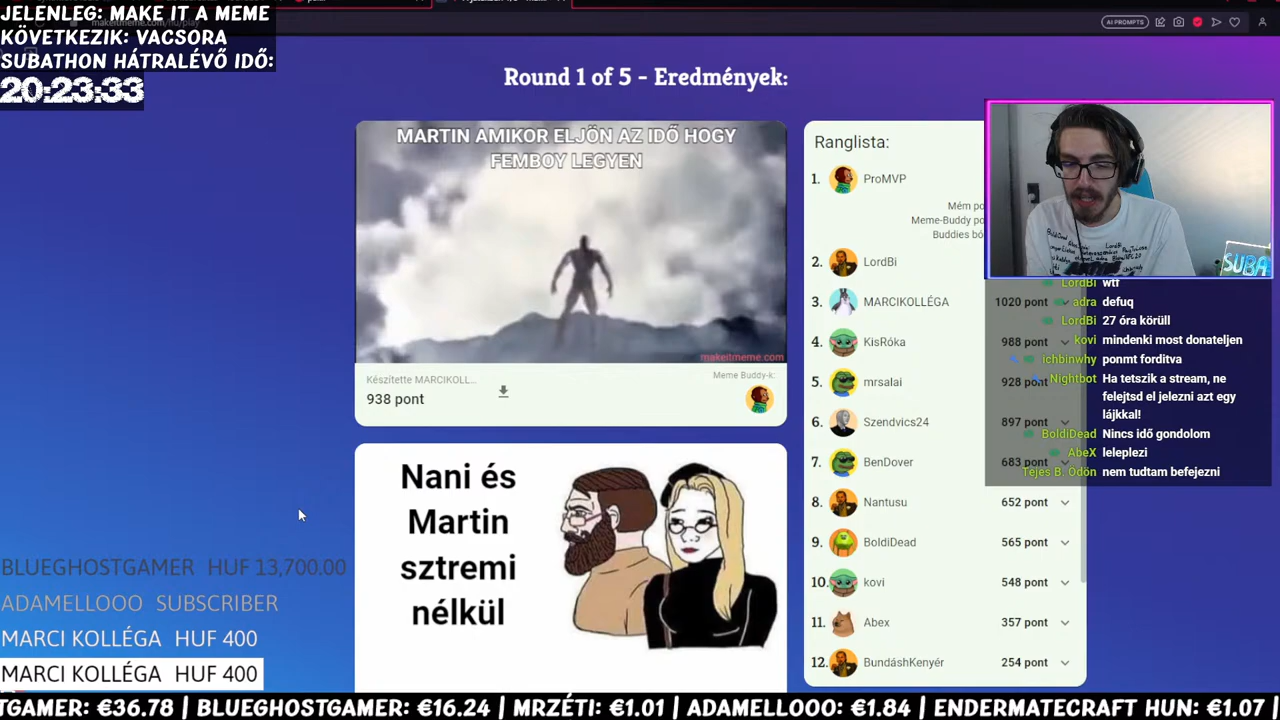 JELENLEG: MAKE IT A MEME
KÖVETKEZIK: VACSORA
SUBATHON HÁTRALÉVŐ IDŐ:
20:23:33
AI PROMPTS
Round 1 of 5 - Eredmények:
MARTIN AMIKOR ELJÖN AZ IDŐ HOGY
FEMBOY LEGYEN
makeitmeme.com
Készítette MARCIKOLL...
938 pont
Meme Buddy-k:
Nani és
Martin
sztremi
nélkül
Ranglista:
1. ProMVP
Mém po
Meme-Buddy po
Buddies bó
2. LordBi
3. MARCIKOLLÉGA 1020 pont
4. KisRóka 988 pont
5. mrsalai 928 pont
6. Szendvics24 897 pont
7. BenDover 683 pont
8. Nantusu 652 pont
9. BoldiDead 565 pont
10. kovi 548 pont
11. Abex 357 pont
12. BundáshKenyér 254 pont
SUBA
LordBi wtf
adra defuq
LordBi 27 óra körüll
kovi mindenki most donateljen
ichbinwhy ponmt forditva
Nightbot Ha tetszik a stream, ne
felejtsd el jelezni azt egy
lájkkal!
BoldiDead Nincs idő gondolom
AbeX leleplezi
Tejes B. Ödön nem tudtam befejezni
BLUEGHOSTGAMER HUF 13,700.00
ADAMELLOOO SUBSCRIBER
MARCI KOLLÉGA HUF 400
MARCI KOLLÉGA HUF 400
TGAMER: €36.78 | BLUEGHOSTGAMER: €16.24 | MRZÉTI: €1.01 | ADAMELLOOO: €1.84 | ENDERMATECRAFT HUN: €1.07 |